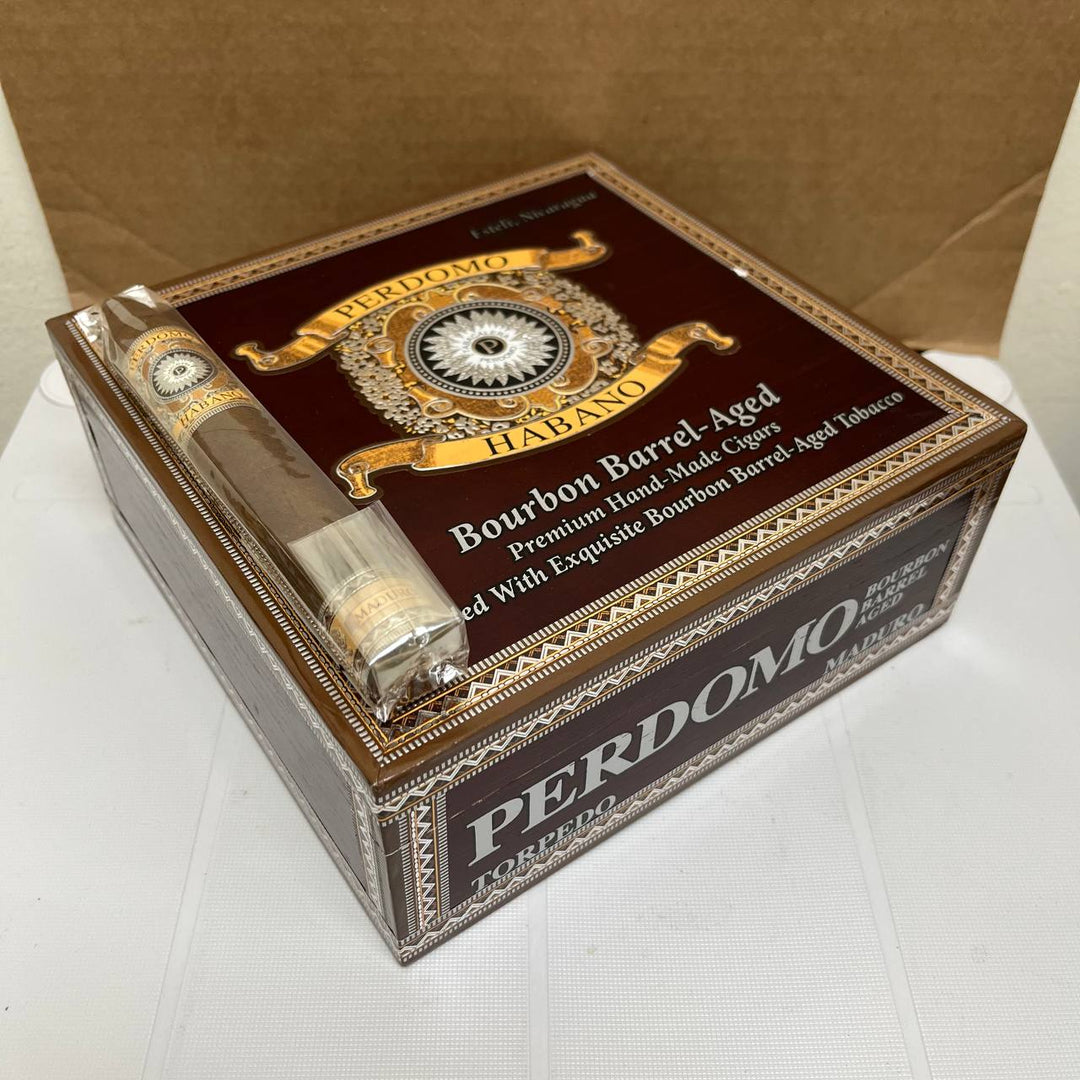 Estelí, Nicaragua
PERDOMO
P
HABANO
Bourbon Barrel-Aged
Premium Hand-Made Cigars
ed With Exquisite Bourbon Barrel-Aged Tobacco
PERDOMO
P
HABANO
MADURO
PERDOMO
BOURBON
BARREL
AGED
MADURO
TORPEDO